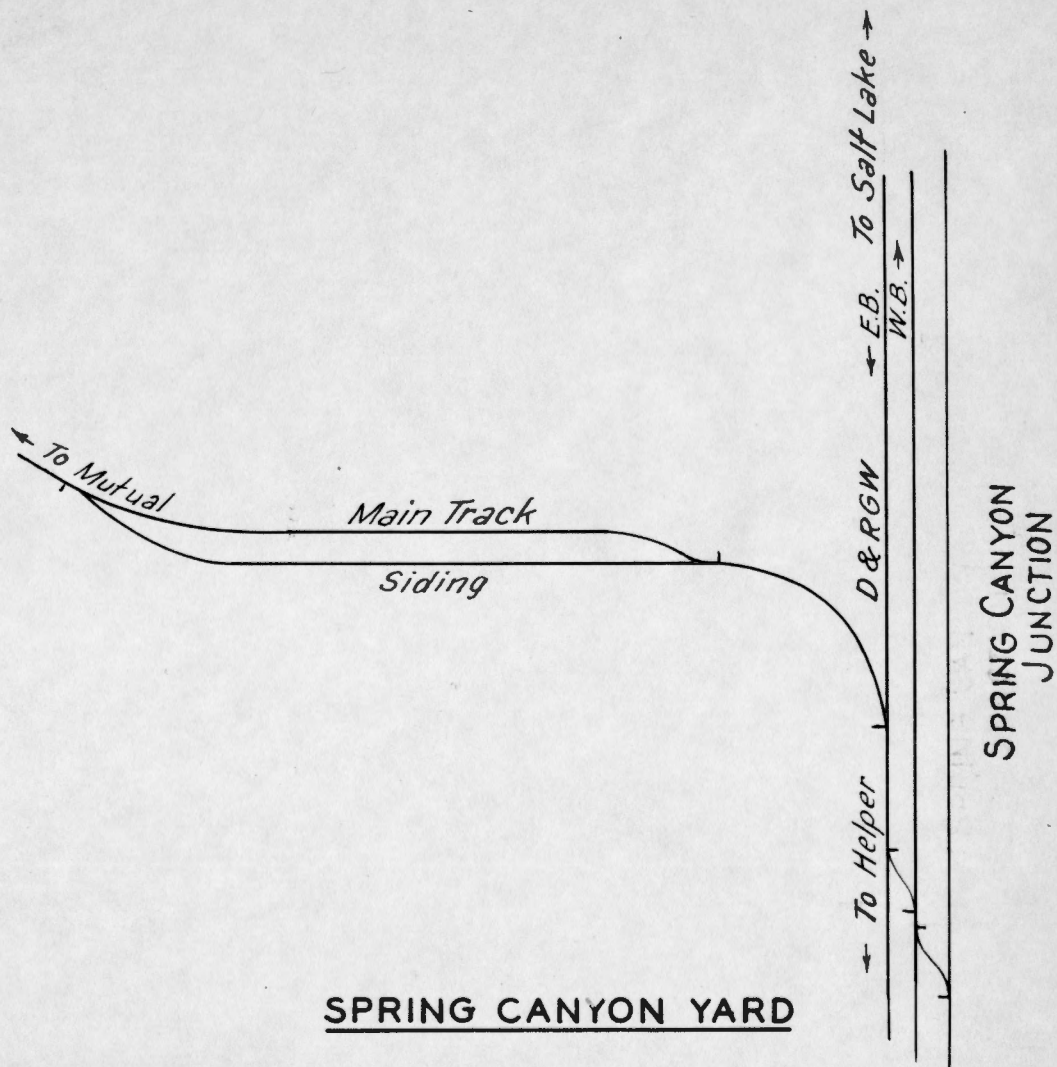 To Salt Lake →
← E.B.
W.B. →
D & RGW
← To Mutual
Main Track
Siding
← To Helper
SPRING CANYON
JUNCTION
SPRING CANYON YARD